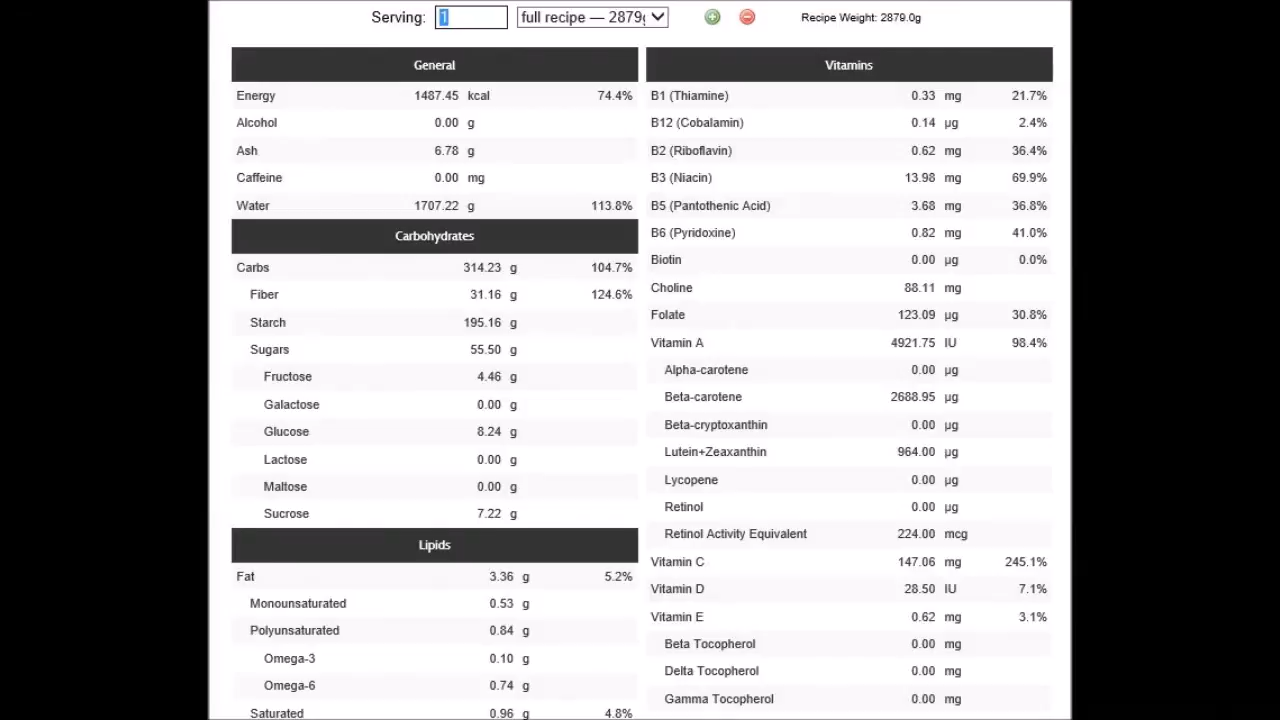 Serving: 1 full recipe — 2879g Recipe Weight: 2879.0g
General
Energy 1487.45 kcal 74.4%
Alcohol 0.00 g
Ash 6.78 g
Caffeine 0.00 mg
Water 1707.22 g 113.8%
Carbohydrates
Carbs 314.23 g 104.7%
Fiber 31.16 g 124.6%
Starch 195.16 g
Sugars 55.50 g
Fructose 4.46 g
Galactose 0.00 g
Glucose 8.24 g
Lactose 0.00 g
Maltose 0.00 g
Sucrose 7.22 g
Lipids
Fat 3.36 g 5.2%
Monounsaturated 0.53 g
Polyunsaturated 0.84 g
Omega-3 0.10 g
Omega-6 0.74 g
Saturated 0.96 g 4.8%
Vitamins
B1 (Thiamine) 0.33 mg 21.7%
B12 (Cobalamin) 0.14 µg 2.4%
B2 (Riboflavin) 0.62 mg 36.4%
B3 (Niacin) 13.98 mg 69.9%
B5 (Pantothenic Acid) 3.68 mg 36.8%
B6 (Pyridoxine) 0.82 mg 41.0%
Biotin 0.00 µg 0.0%
Choline 88.11 mg
Folate 123.09 µg 30.8%
Vitamin A 4921.75 IU 98.4%
Alpha-carotene 0.00 µg
Beta-carotene 2688.95 µg
Beta-cryptoxanthin 0.00 µg
Lutein+Zeaxanthin 964.00 µg
Lycopene 0.00 µg
Retinol 0.00 µg
Retinol Activity Equivalent 224.00 mcg
Vitamin C 147.06 mg 245.1%
Vitamin D 28.50 IU 7.1%
Vitamin E 0.62 mg 3.1%
Beta Tocopherol 0.00 mg
Delta Tocopherol 0.00 mg
Gamma Tocopherol 0.00 mg